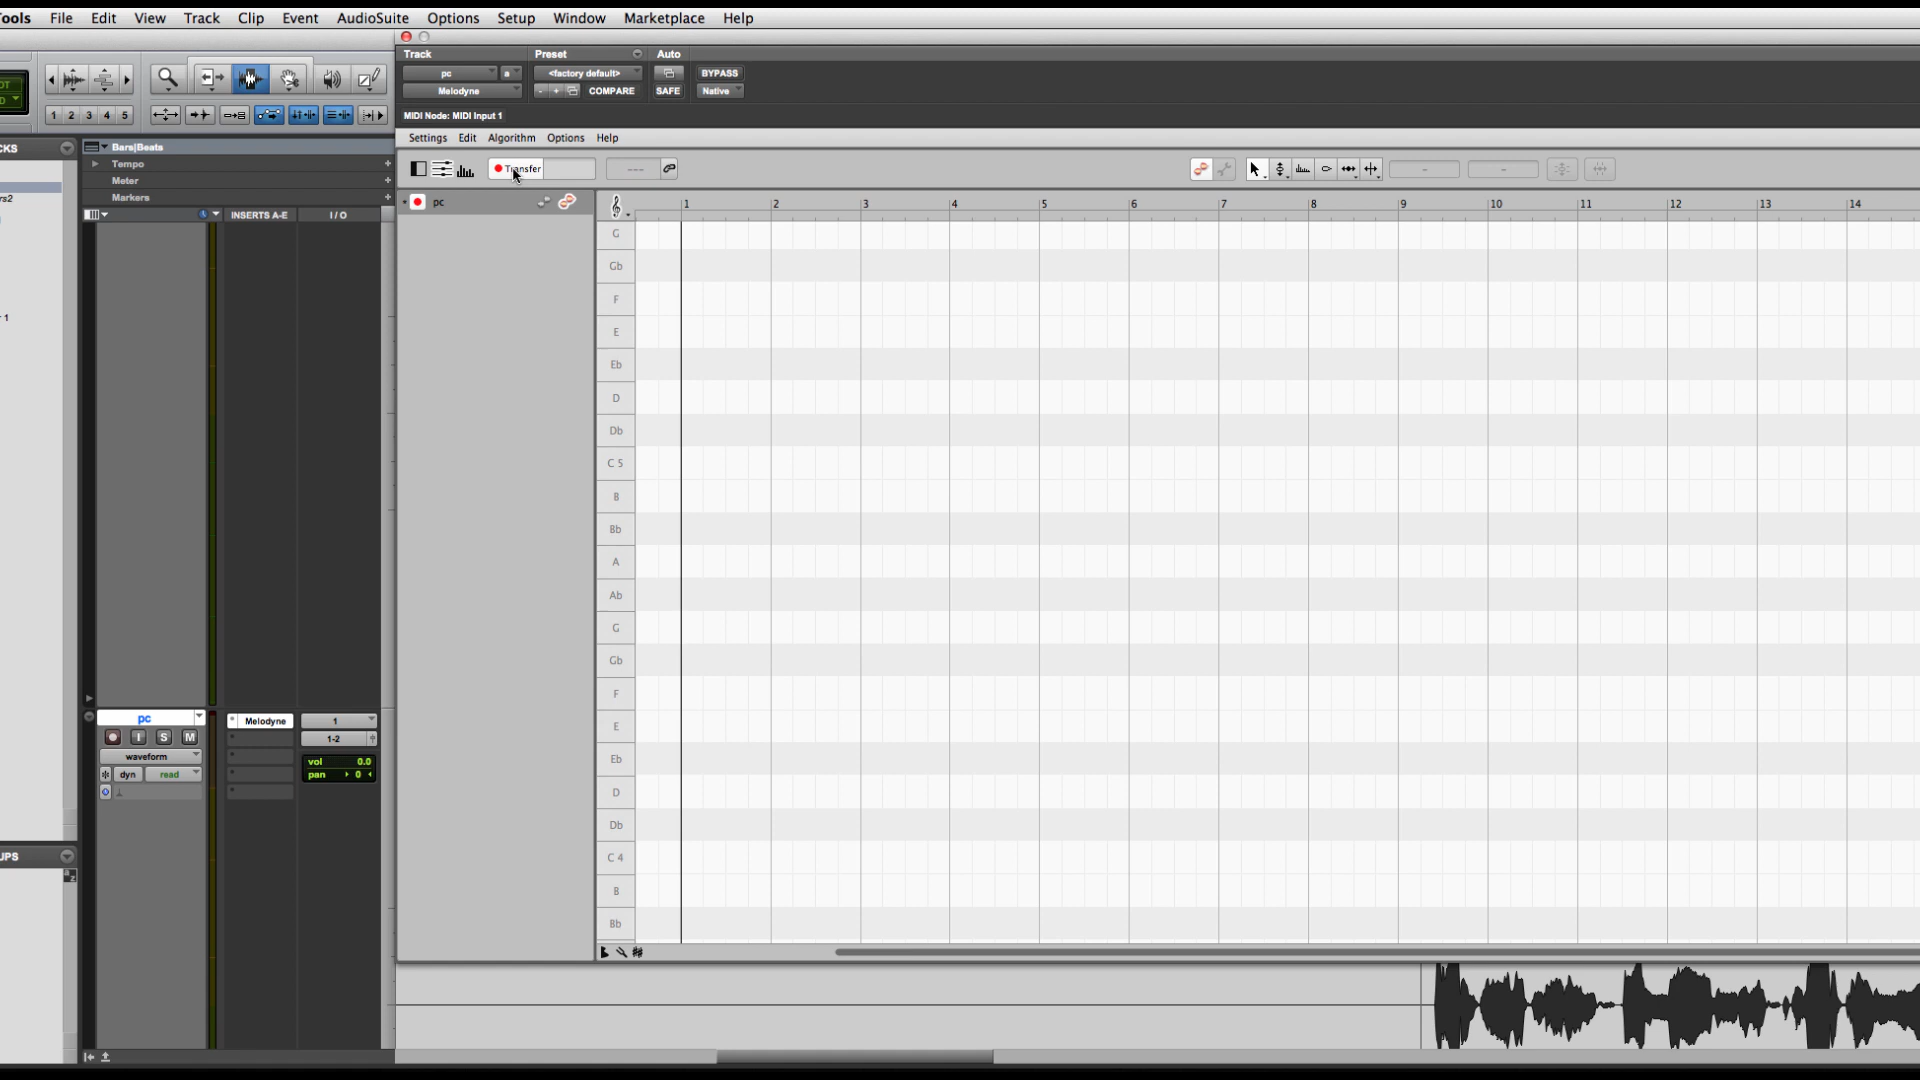 ools File Edit View Track Clip Event AudioSuite Options Setup Window Marketplace Help
Track Preset Auto
pc a <factory default> BYPASS
Melodyne - + COMPARE SAFE Native
MIDI Node: MIDI Input 1
1 2 3 4 5
Settings Edit Algorithm Options Help
CKS
Bars|Beats
Tempo +
Meter +
Markers +
Transfer --- - -
INSERTS A-E I / O
pc
1 2 3 4 5 6 7 8 9 10 11 12 13 14
G
Gb
F
E
Eb
D
Db
C 5
B
Bb
A
Ab
G
Gb
F
E
Eb
D
Db
C 4
B
Bb
rs2
1
pc Melodyne 1
I S M 1-2
waveform
vol 0.0
dyn read pan 0
UPS
a z